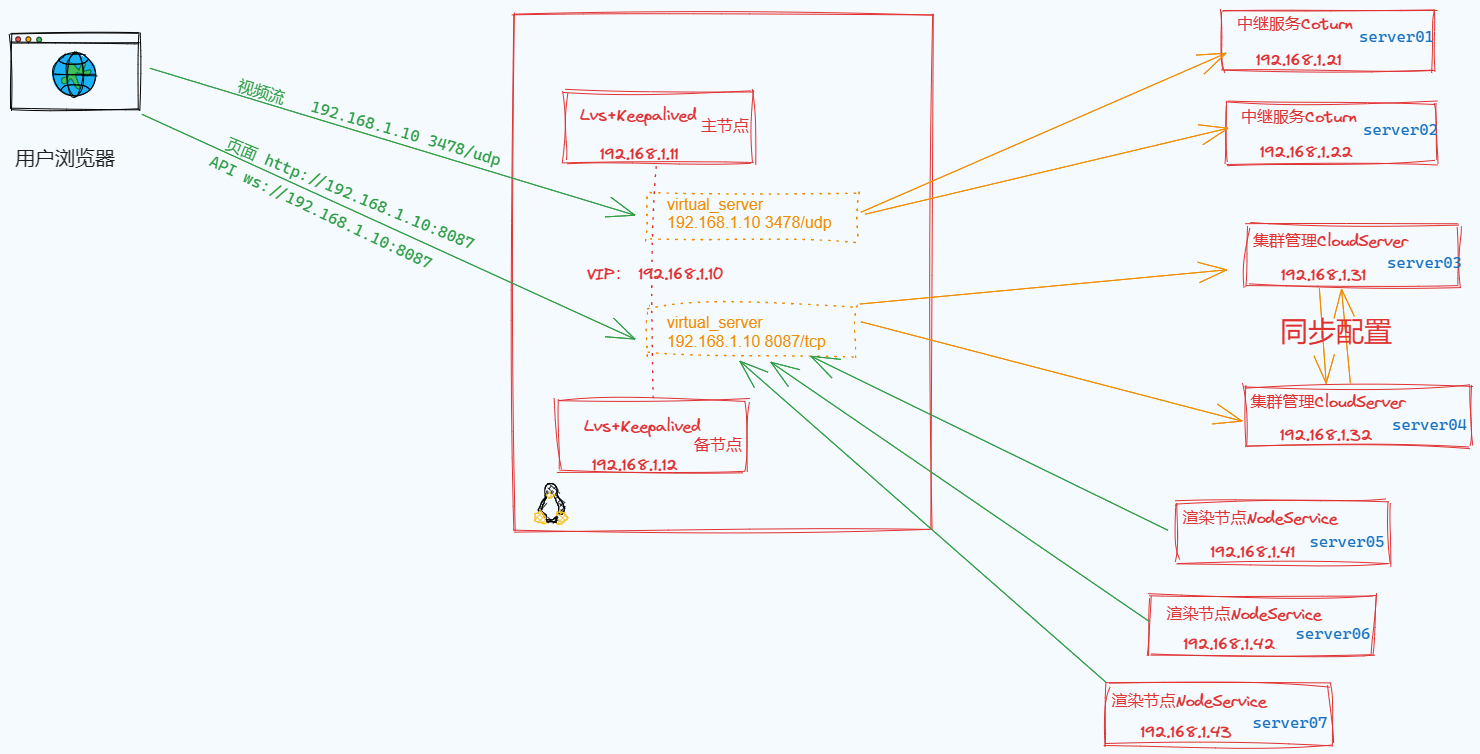 用户浏览器
视频流 192.168.1.10 3478/udp
页面 http://192.168.1.10:8087
API ws://192.168.1.10:8087
Lvs+Keepalived
主节点
192.168.1.11
virtual_server
192.168.1.10 3478/udp
VIP: 192.168.1.10
virtual_server
192.168.1.10 8087/tcp
Lvs+Keepalived
备节点
192.168.1.12
中继服务Coturn
server01
192.168.1.21
中继服务Coturn
server02
192.168.1.22
集群管理CloudServer
server03
192.168.1.31
同步配置
集群管理CloudServer
server04
192.168.1.32
渲染节点NodeService
server05
192.168.1.41
渲染节点NodeService
server06
192.168.1.42
渲染节点NodeService
server07
192.168.1.43